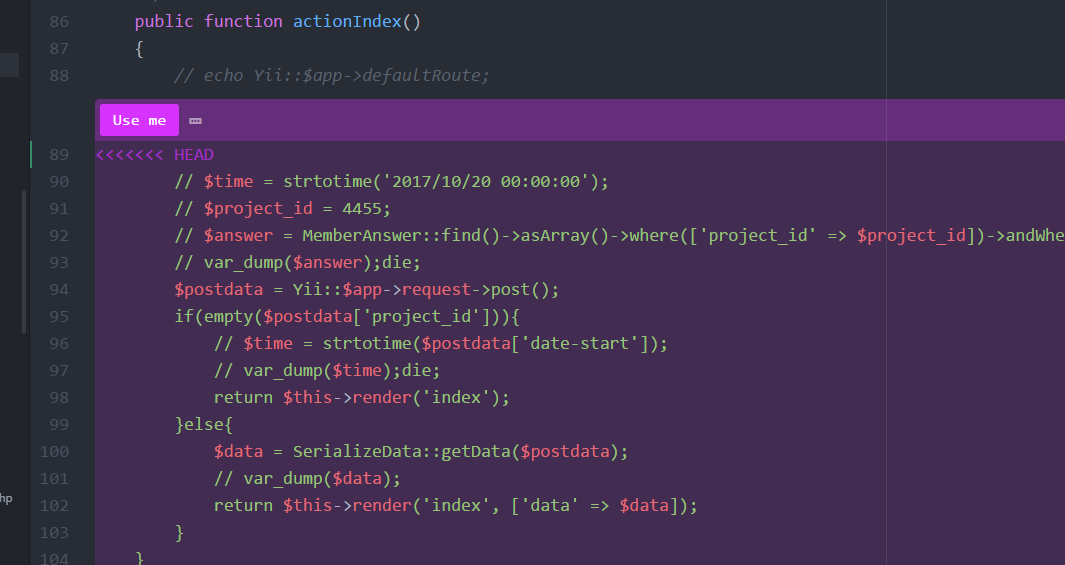 86 public function actionIndex()
87 {
88 // echo Yii::$app->defaultRoute;
Use me
89 <<<<<<< HEAD
90 // $time = strtotime('2017/10/20 00:00:00');
91 // $project_id = 4455;
92 // $answer = MemberAnswer::find()->asArray()->where(['project_id' => $project_id])->andWhe
93 // var_dump($answer);die;
94 $postdata = Yii::$app->request->post();
95 if(empty($postdata['project_id'])){
96 // $time = strtotime($postdata['date-start']);
97 // var_dump($time);die;
98 return $this->render('index');
99 }else{
100 $data = SerializeData::getData($postdata);
101 // var_dump($data);
hp
102 return $this->render('index', ['data' => $data]);
103 }
104 }